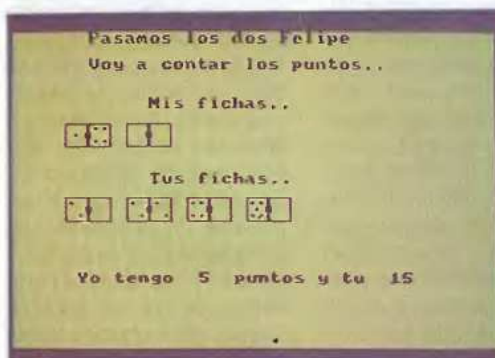 Pasamos los dos Felipe
Voy a contar los puntos..
Mis fichas..
Tus fichas..
Yo tengo 5 puntos y tu 15